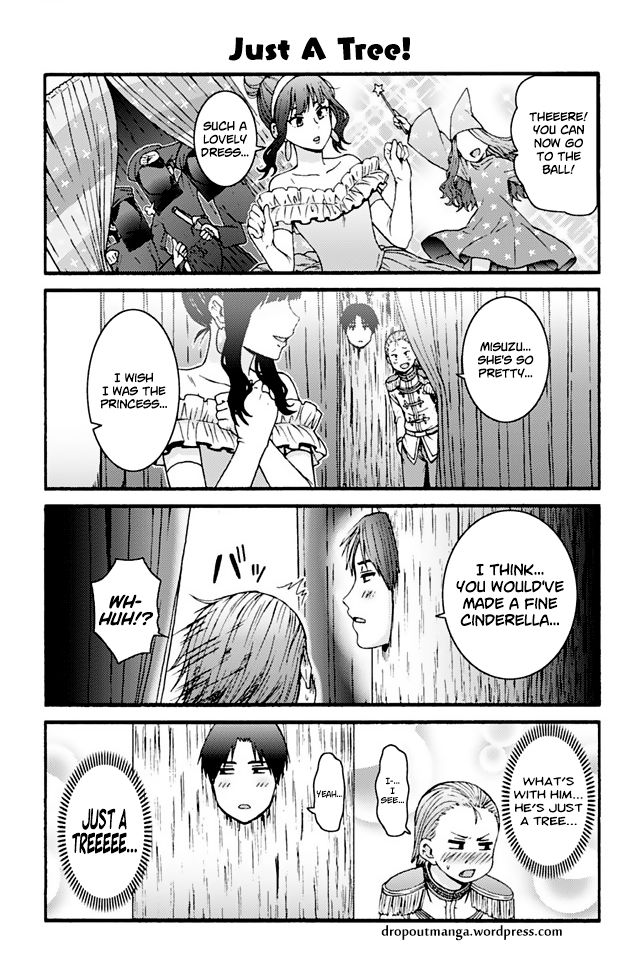 Just A Tree!
THEEERE!
YOU CAN
NOW GO
TO THE
BALL!
SUCH A
LOVELY
DRESS...
MISUZU...
SHE'S SO
PRETTY...
I WISH
I WAS THE
PRINCESS...
I THINK...
YOU WOULD'VE
MADE A FINE
CINDERELLA...
WH-
HUH!?
WHAT'S
WITH HIM...
HE'S JUST
A TREE...
I-...
I
SEE...
YEAH...
JUST A
TREEEEE...
dropoutmanga.wordpress.com